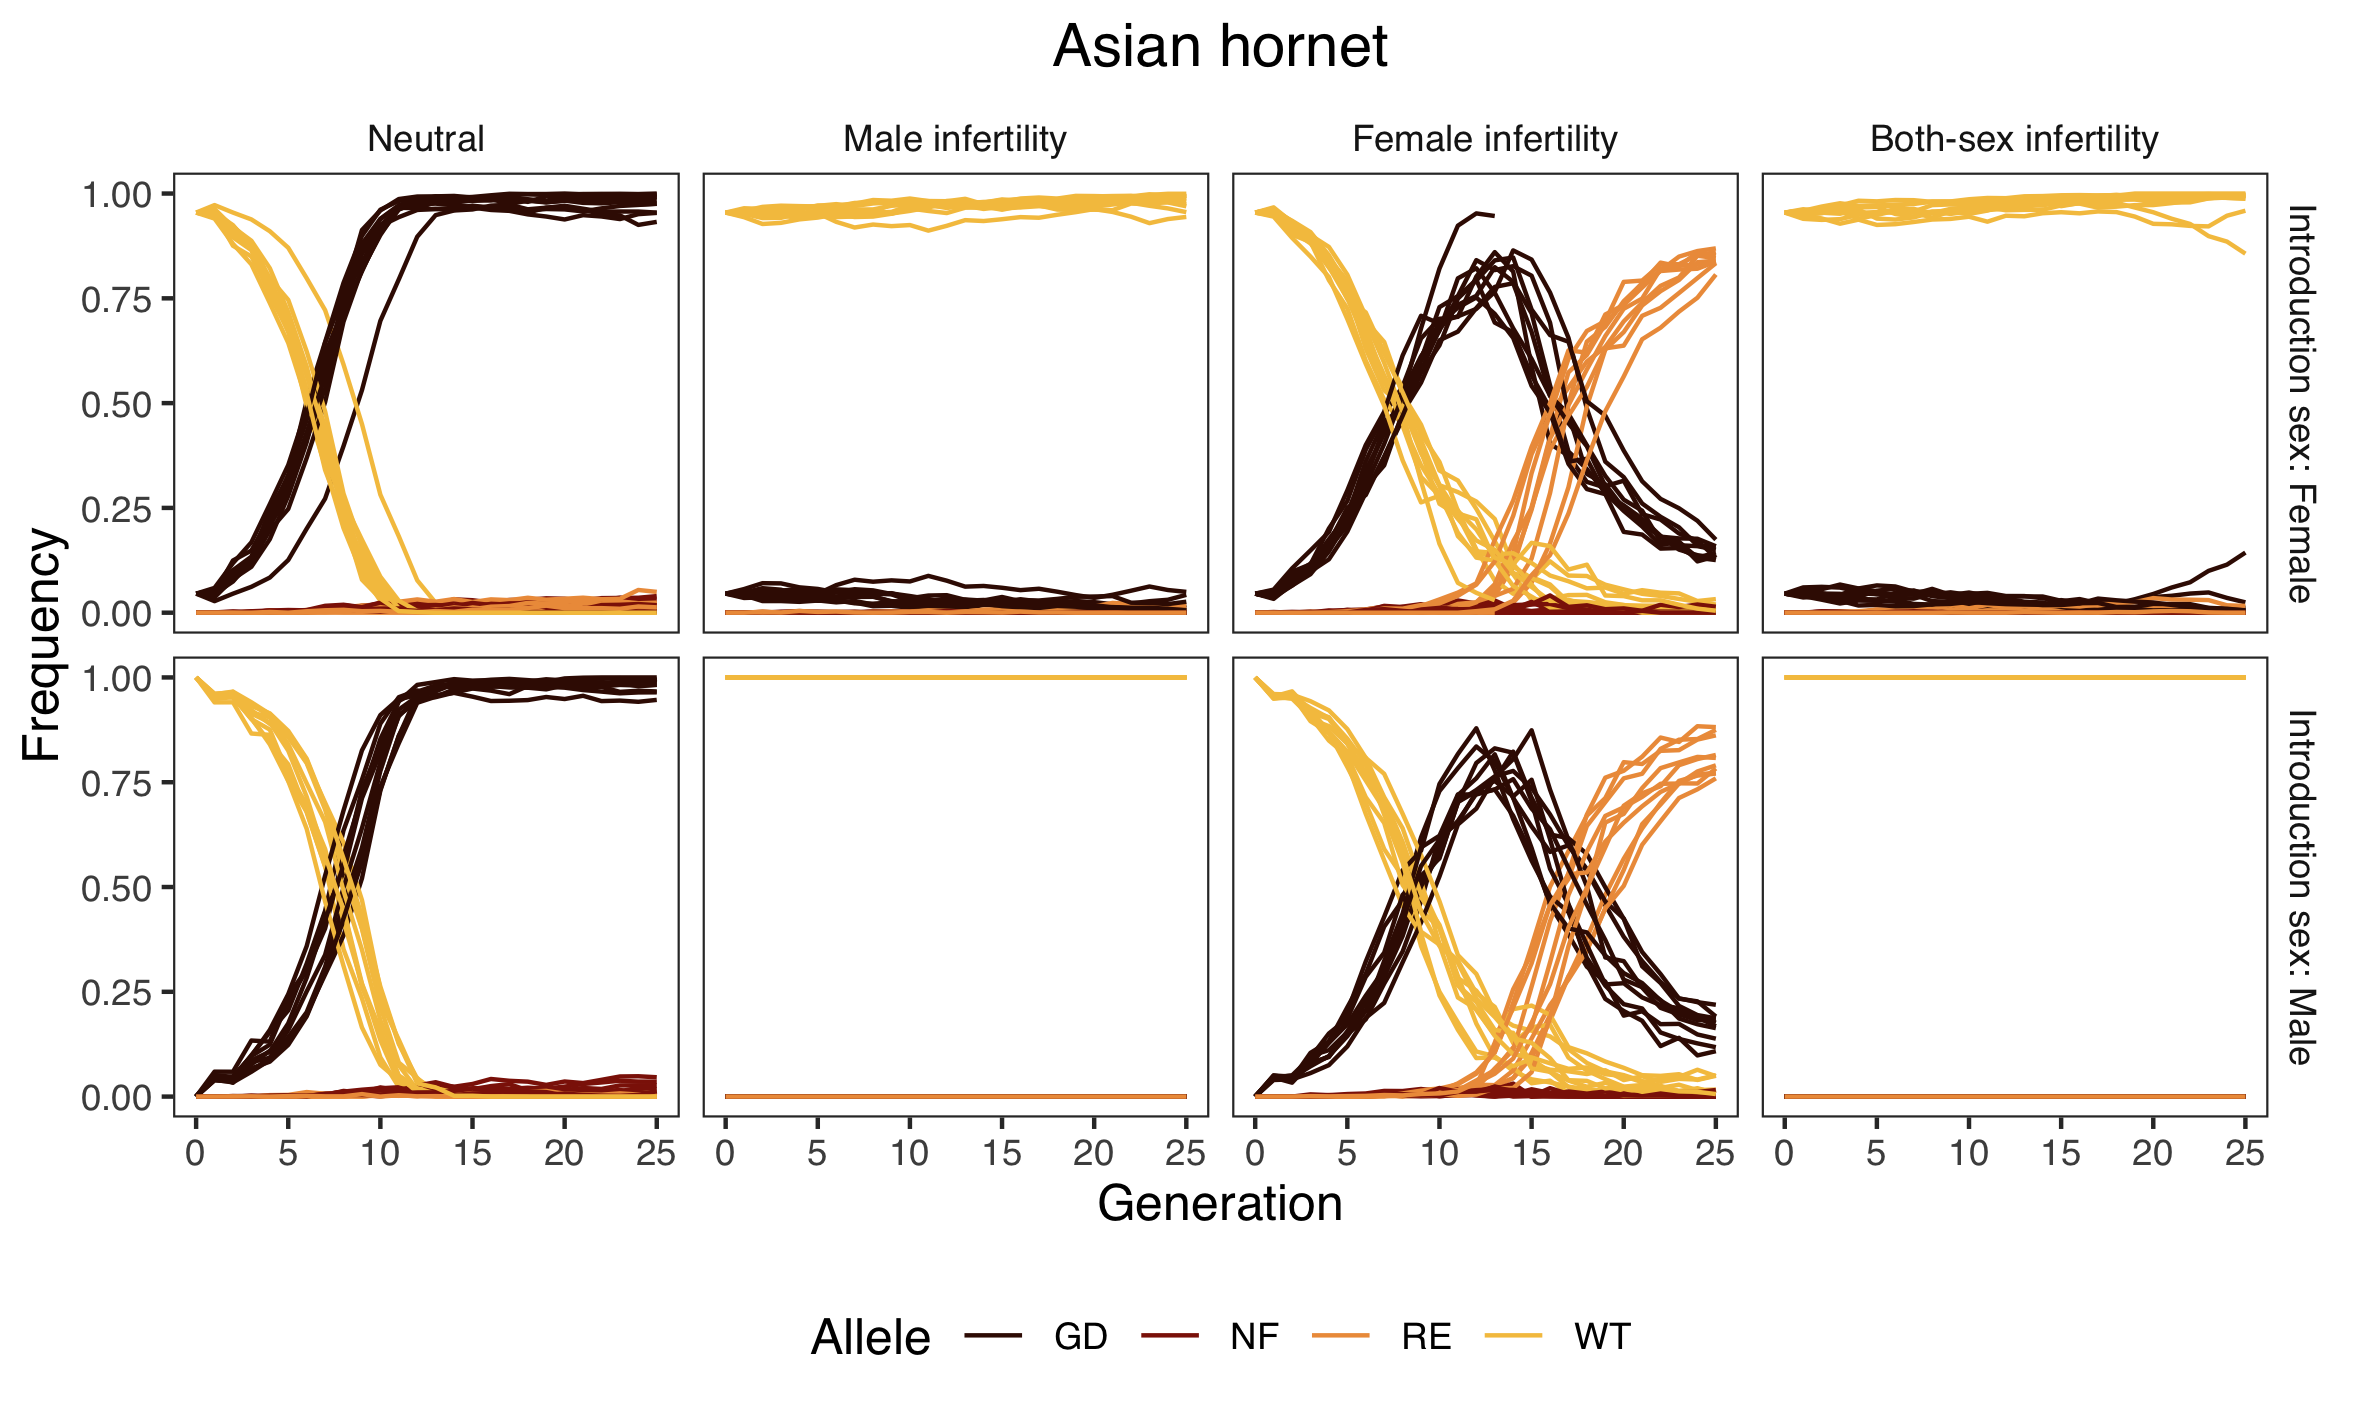 Asian hornet
Neutral
Male infertility
Female infertility
Both-sex infertility
Frequency
1.00
0.75
0.50
0.25
0.00
Introduction sex: Female
1.00
0.75
0.50
0.25
0.00
Introduction sex: Male
0 5 10 15 20 25
0 5 10 15 20 25
0 5 10 15 20 25
0 5 10 15 20 25
Generation
Allele GD NF RE WT